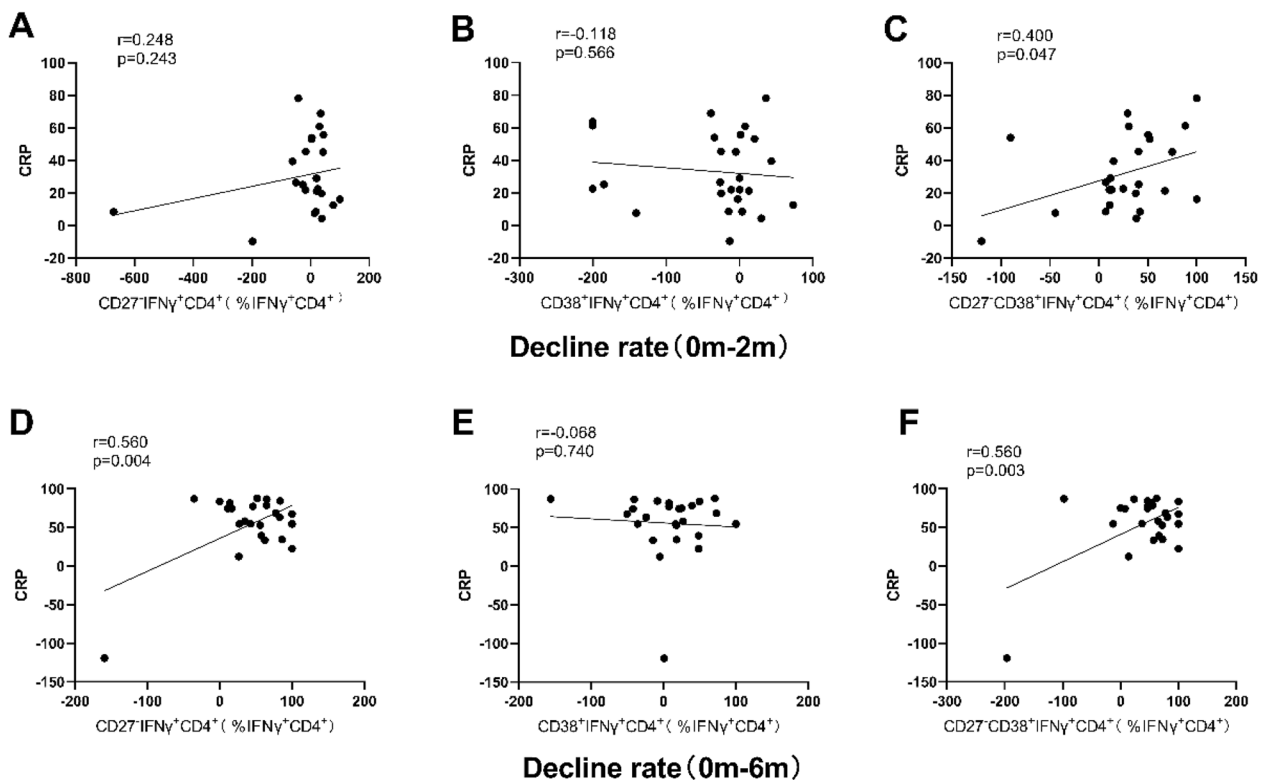 A
r=0.248
p=0.243
100
80
60
40
20
0
-20
CRP
-800
-600
-400
-200
0
200
CD27⁻IFNγ⁺CD4⁺( %IFNγ⁺CD4⁺ )
B
r=-0.118
p=0.566
100
80
60
40
20
0
-20
CRP
-300
-200
-100
0
100
CD38⁺IFNγ⁺CD4⁺( %IFNγ⁺CD4⁺ )
C
r=0.400
p=0.047
100
80
60
40
20
0
-20
CRP
-150
-100
-50
0
50
100
150
CD27⁻CD38⁺IFNγ⁺CD4⁺( %IFNγ⁺CD4⁺)
Decline rate(0m-2m)
D
r=0.560
p=0.004
100
50
0
-50
-100
-150
CRP
-200
-100
0
100
200
CD27⁻IFNγ⁺CD4⁺( %IFNγ⁺CD4⁺)
E
r=-0.068
p=0.740
100
50
0
-50
-100
-150
CRP
-200
-100
0
100
200
CD38⁺IFNγ⁺CD4⁺( %IFNγ⁺CD4⁺)
F
r=0.560
p=0.003
100
50
0
-50
-100
-150
CRP
-300
-200
-100
0
100
200
CD27⁻CD38⁺IFNγ⁺CD4⁺( %IFNγ⁺CD4⁺)
Decline rate(0m-6m)